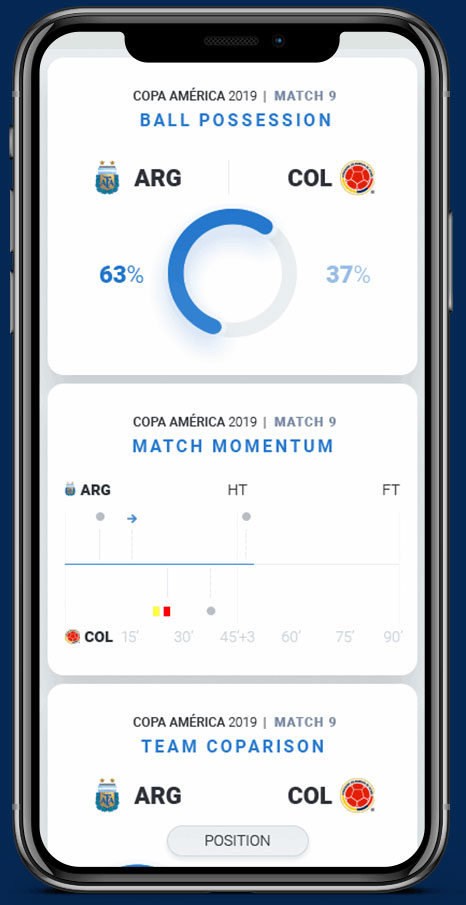 COPA AMÉRICA 2019 | MATCH 9
BALL POSSESSION
ARG COL
63% 37%
COPA AMÉRICA 2019 | MATCH 9
MATCH MOMENTUM
ARG HT FT
COL 15' 30' 45'+3 60' 75' 90'
COPA AMÉRICA 2019 | MATCH 9
TEAM COPARISON
ARG COL
POSITION